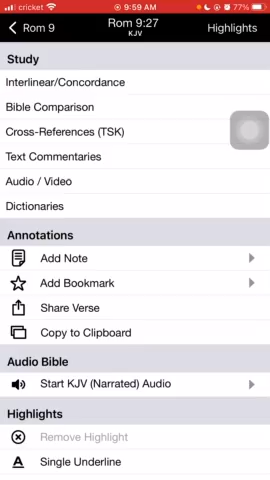 cricket 9:59 AM 77%
Rom 9 Rom 9:27 Highlights
KJV
Study
Interlinear/Concordance
Bible Comparison
Cross-References (TSK)
Text Commentaries
Audio / Video
Dictionaries
Annotations
Add Note
Add Bookmark
Share Verse
Copy to Clipboard
Audio Bible
Start KJV (Narrated) Audio
Highlights
Remove Highlight
A Single Underline